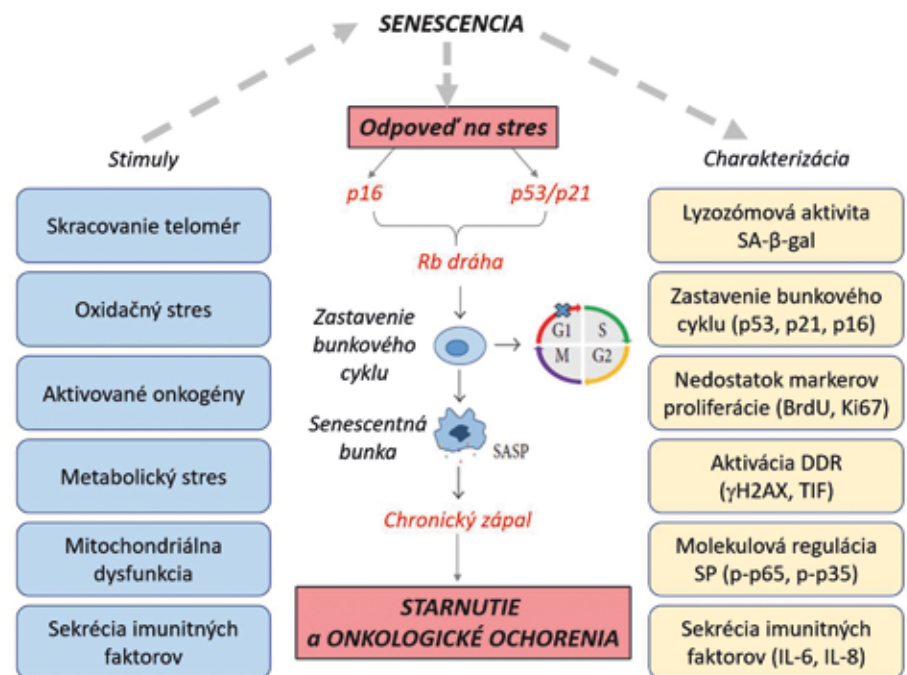 SENESCENCIA
Stimuly
Skracovanie telomér
Oxidačný stres
Aktivované onkogény
Metabolický stres
Mitochondriálna
dysfunkcia
Sekrécia imunitných
faktorov
Odpoveď na stres
p16
p53/p21
Rb dráha
Zastavenie
bunkového
cyklu
G1
S
M
G2
Senescentná
bunka
SASP
Chronický zápal
STARNUTIE
a ONKOLOGICKÉ OCHORENIA
Charakterizácia
Lyzozómová aktivita
SA-β-gal
Zastavenie bunkového
cyklu (p53, p21, p16)
Nedostatok markerov
proliferácie (BrdU, Ki67)
Aktivácia DDR
(γH2AX, TIF)
Molekulová regulácia
SP (p-p65, p-p35)
Sekrécia imunitných
faktorov (IL-6, IL-8)